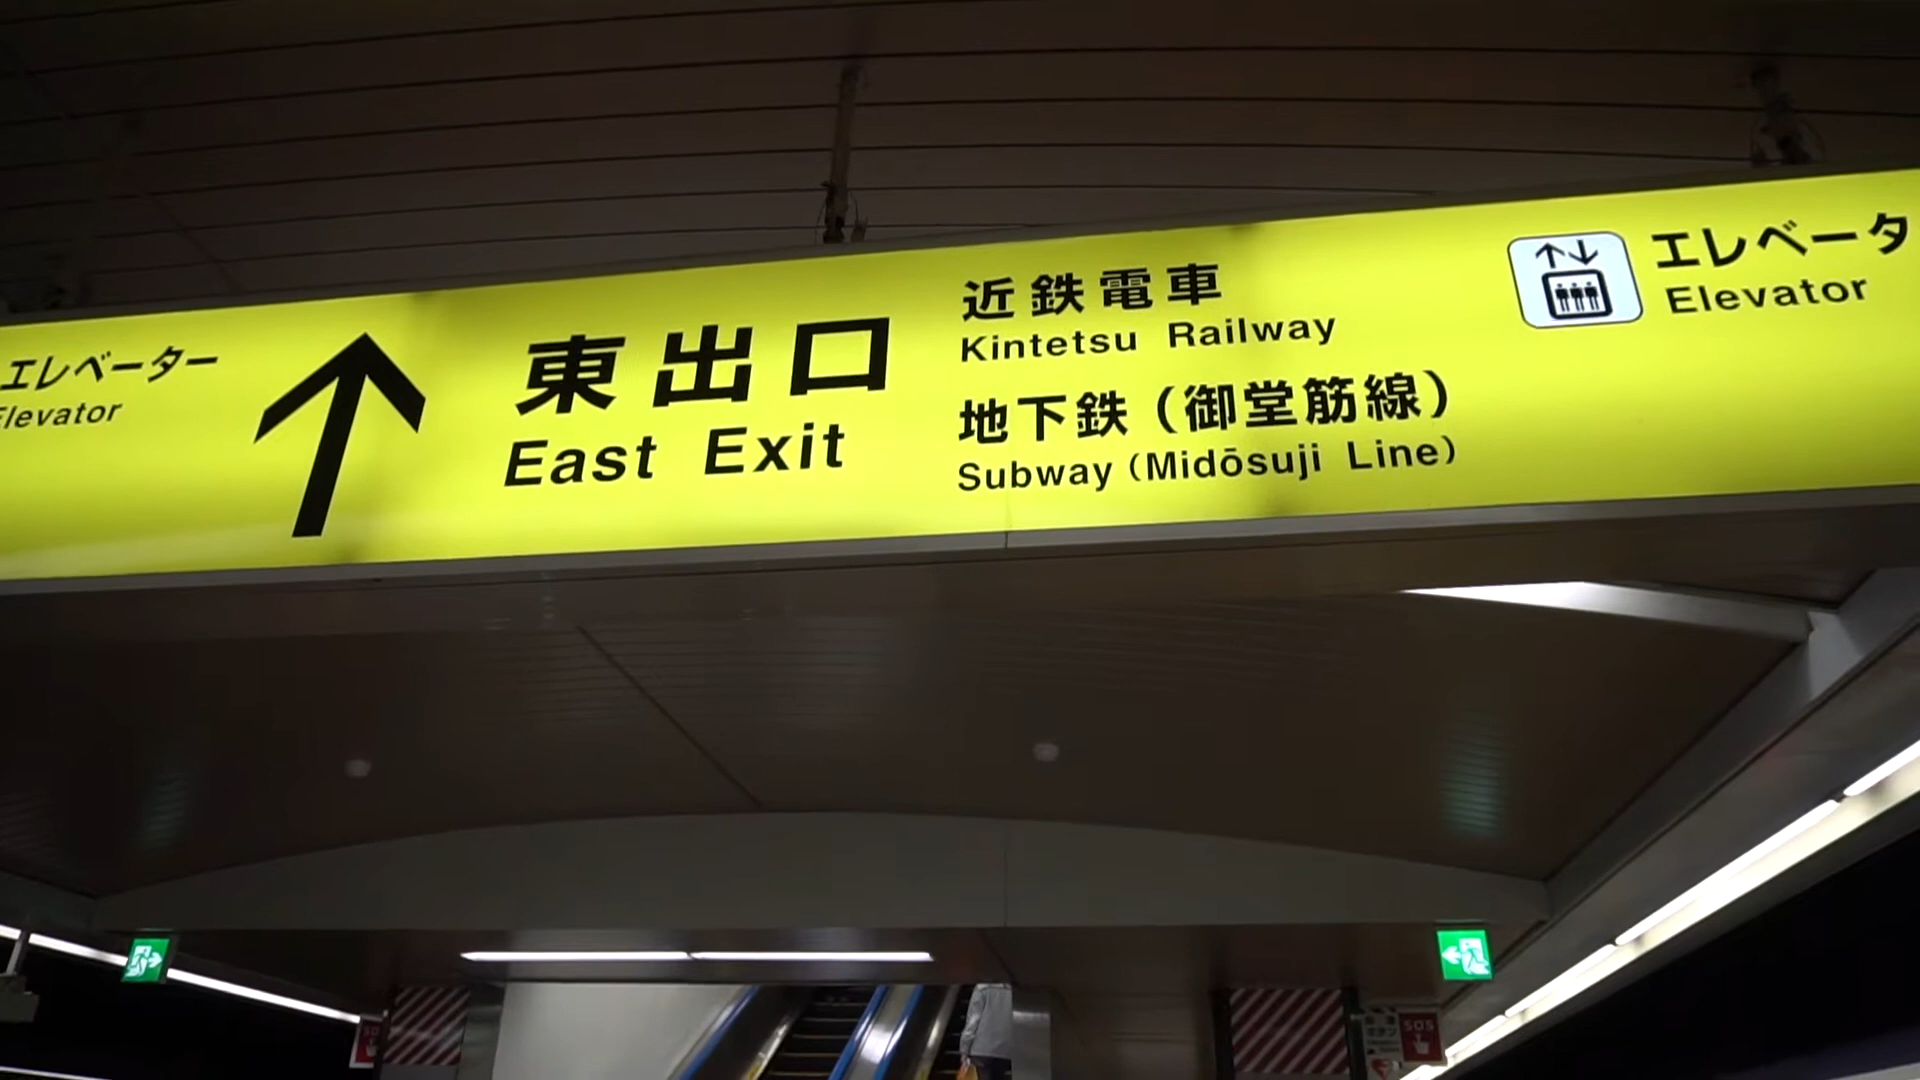 エレベーター
Elevator
東出口
East Exit
近鉄電車
Kintetsu Railway
地下鉄（御堂筋線）
Subway (Midōsuji Line)
エレベータ
Elevator
SOS